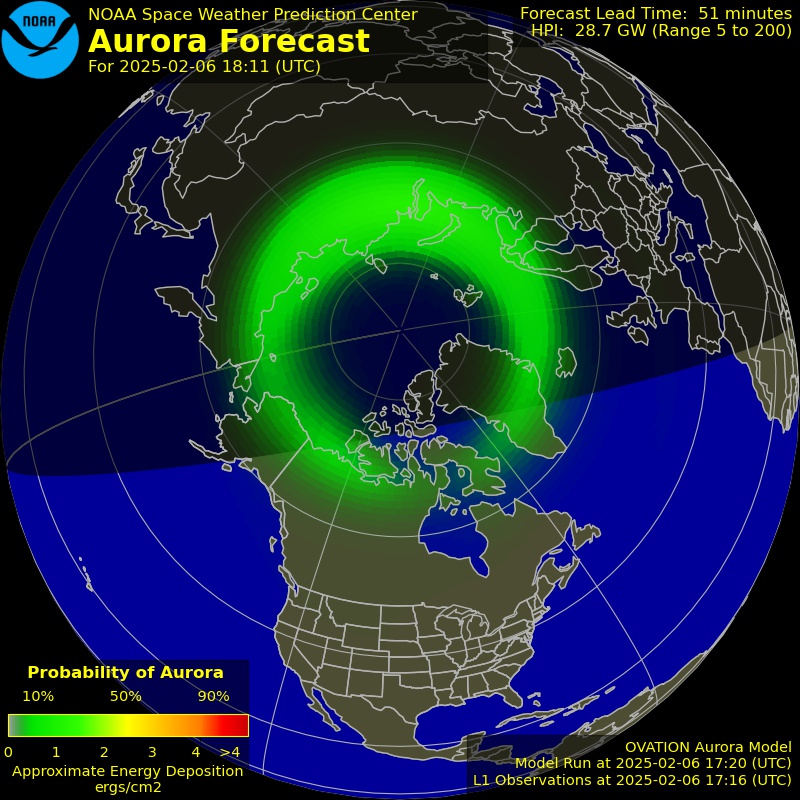 NOAA
NOAA Space Weather Prediction Center
Aurora Forecast
For 2025-02-06 18:11 (UTC)
Forecast Lead Time: 51 minutes
HPI: 28.7 GW (Range 5 to 200)
Probability of Aurora
10% 50% 90%
0 1 2 3 4 >4
Approximate Energy Deposition
ergs/cm2
OVATION Aurora Model
Model Run at 2025-02-06 17:20 (UTC)
L1 Observations at 2025-02-06 17:16 (UTC)